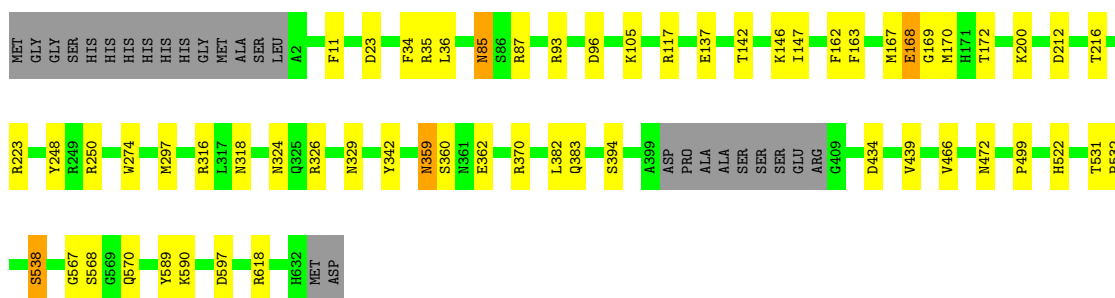 MET GLY GLY SER HIS HIS HIS HIS HIS HIS GLY MET ALA SER LEU A2 F11 D23 F34 R35 L36 N85 S86 R87 R93 D96 K105 R117 E137 T142 K146 I147 F162 F163 M167 E168 G169 M170 H171 T172 K200 D212 T216
R223 Y248 R249 R250 W274 M297 R316 L317 N318 N324 Q325 R326 N329 Y342 N359 S360 N361 E362 R370 L382 Q383 S394 A399 ASP PRO ALA ALA SER SER SER GLU ARG G409 D434 V439 V466 N472 P499 H522 T531
S538 G567 S568 G569 Q570 Y589 K590 D597 R618 H632 MET ASP